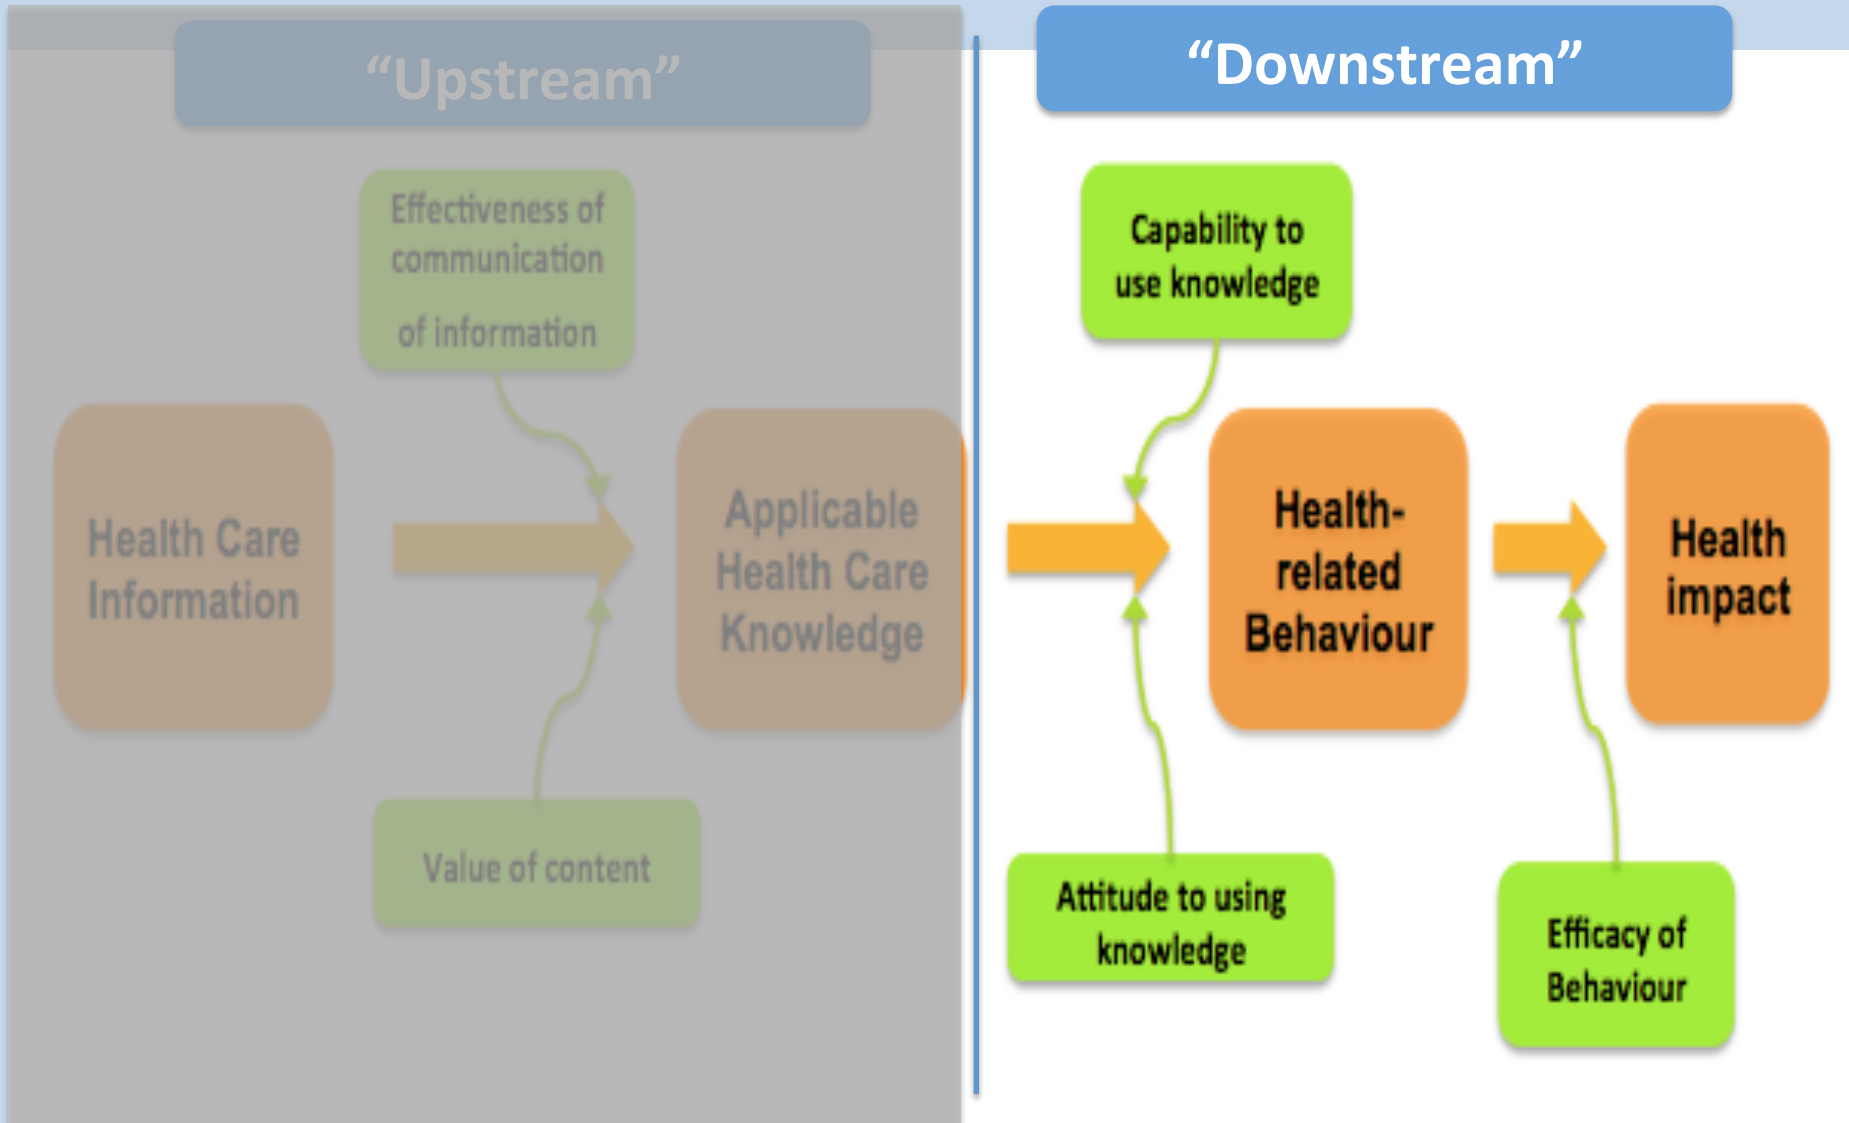 “Upstream”
“Downstream”
Effectiveness of
communication
of information
Capability to
use knowledge
Health Care
Information
Applicable
Health Care
Knowledge
Health-
related
Behaviour
Health
impact
Value of content
Attitude to using
knowledge
Efficacy of
Behaviour